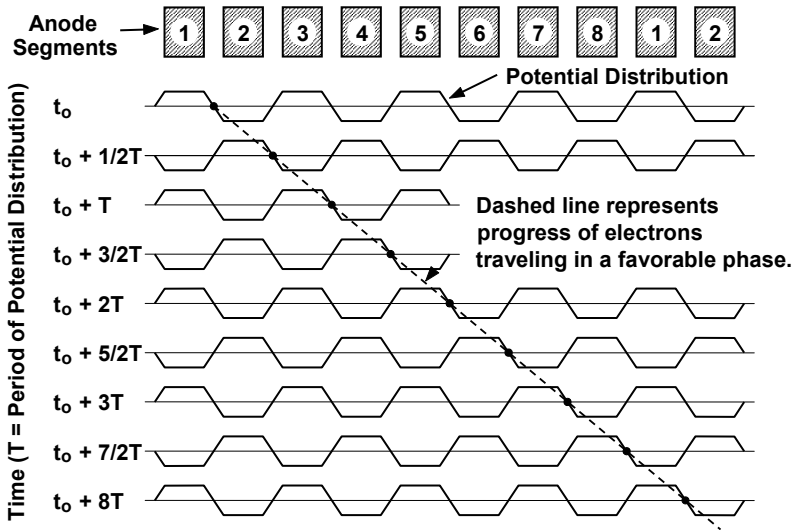 Anode
Segments
1 2 3 4 5 6 7 8 1 2
Potential Distribution
Time (T = Period of Potential Distribution)
to
to + 1/2T
to + T
to + 3/2T
to + 2T
to + 5/2T
to + 3T
to + 7/2T
to + 8T
Dashed line represents
progress of electrons
traveling in a favorable phase.